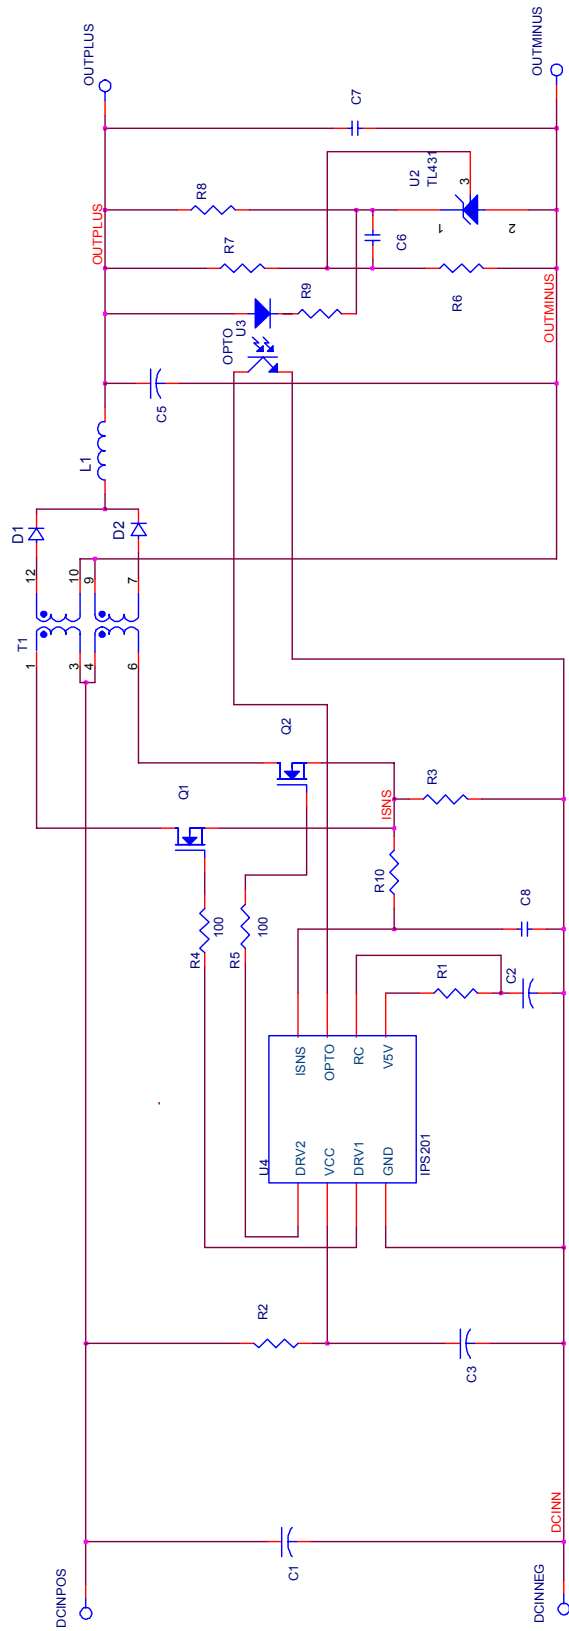 DCINPOS
DCINNEG
DCINN
C1
R2
C3
U4
DRV2
VCC
DRV1
GND
ISNS
OPTO
RC
V5V
IPS201
R4
100
R5
100
Q1
Q2
ISNS
R10
R3
C8
R1
C2
T1
1
3
4
6
12
10
9
7
D1
D2
L1
C5
OPTO
U3
R9
R7
R8
C6
R6
U2
TL431
1
3
2
C7
OUTPLUS
OUTMINUS
OUTPLUS
OUTMINUS